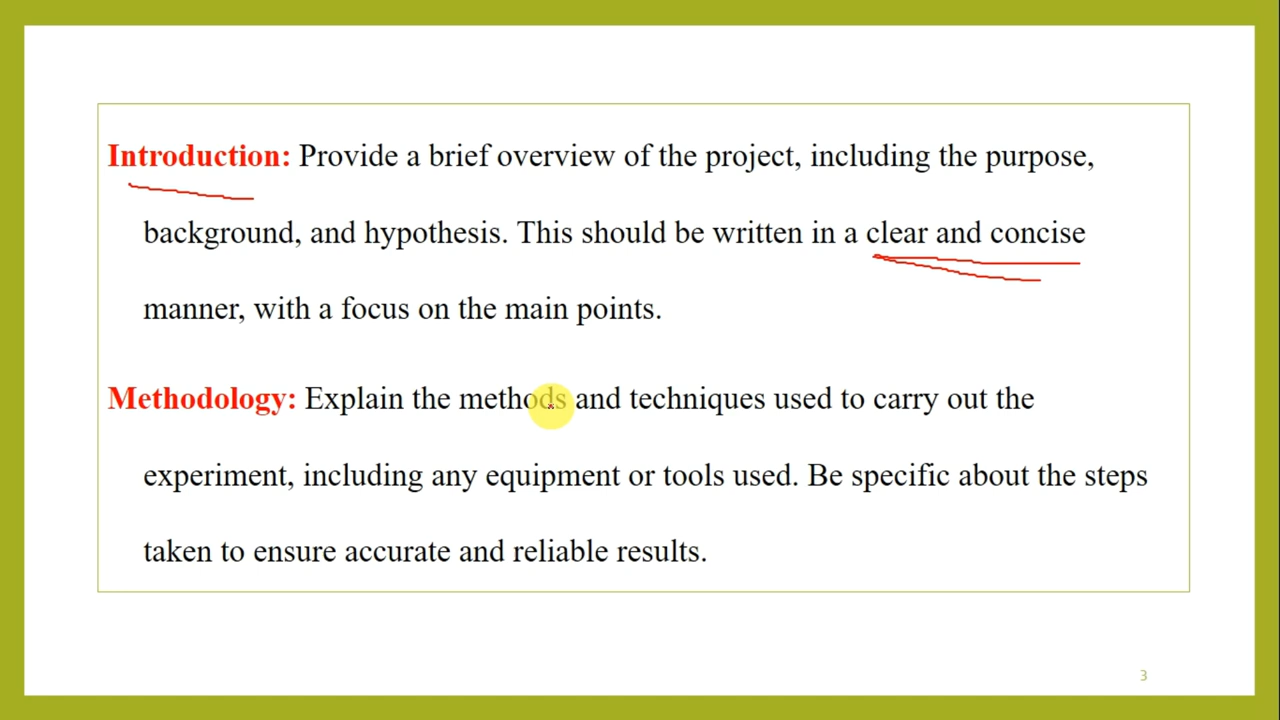 Introduction: Provide a brief overview of the project, including the purpose,
background, and hypothesis. This should be written in a clear and concise
manner, with a focus on the main points.
Methodology: Explain the methods and techniques used to carry out the
experiment, including any equipment or tools used. Be specific about the steps
taken to ensure accurate and reliable results.
3